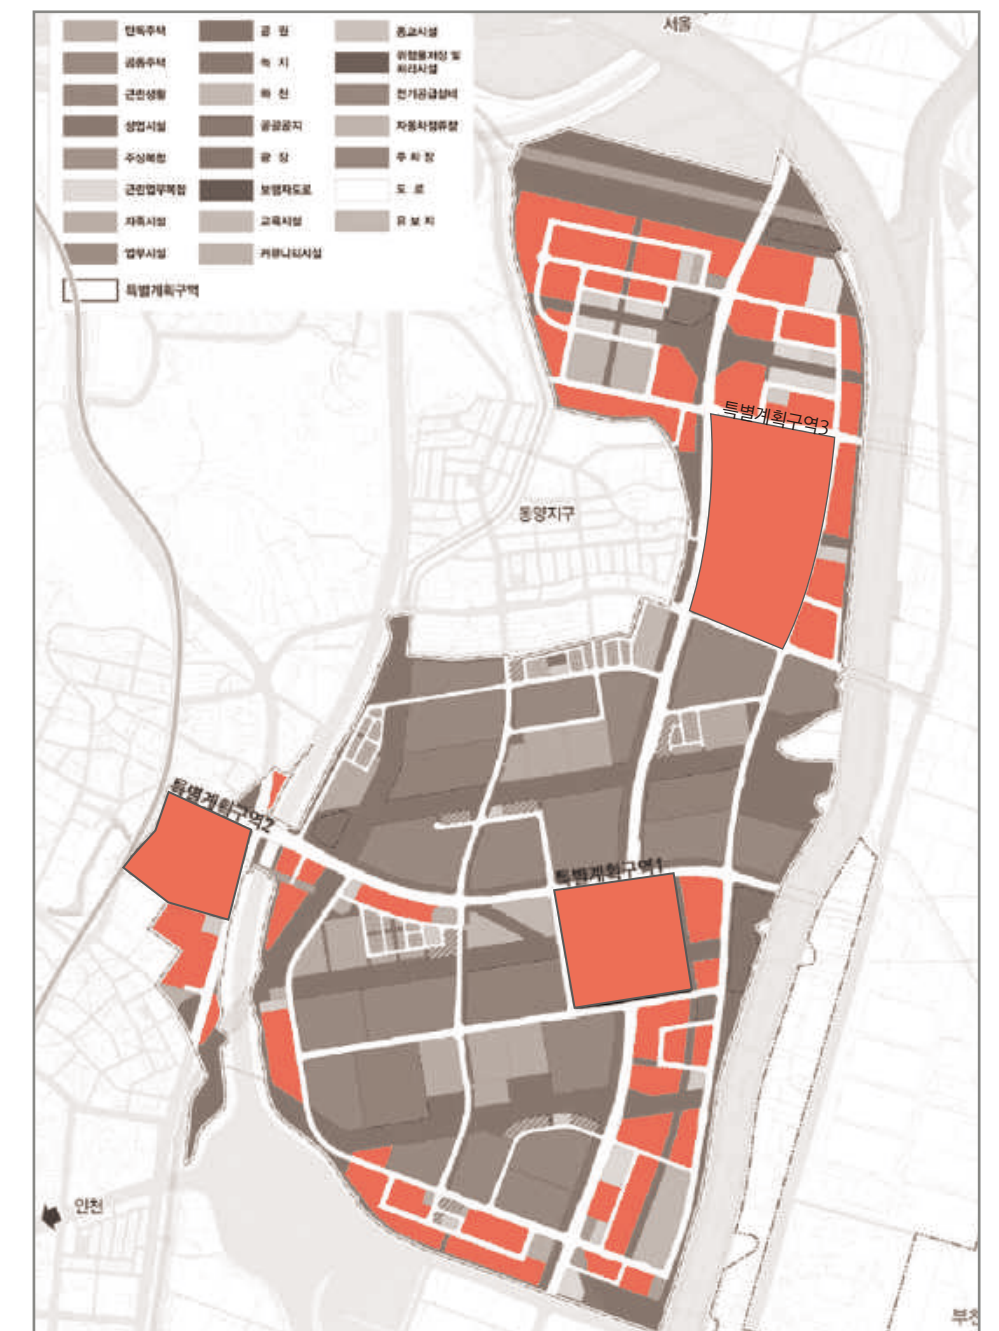 서울
단독주택
공원
종교시설
공동주택
녹지
위험물저장 및
처리시설
근린생활
하천
전기공급설비
상업시설
공공공지
자동차정류장
주상복합
광장
주차장
근린업무복합
보행자도로
도로
자족시설
교육시설
유보지
업무시설
커뮤니티시설
특별계획구역
특별계획구역3
동양지구
특별계획구역2
특별계획구역1
인천
부천